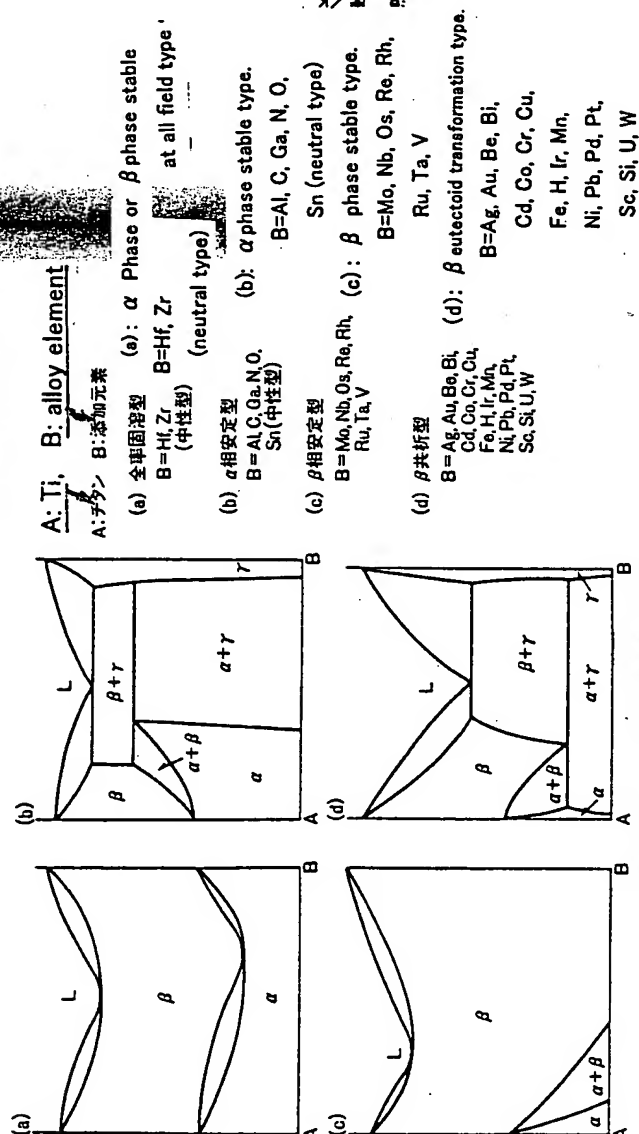 (a)
L
β
α
A
B
(b)
L
β
β+γ
α+β
α
α+γ
γ
A
B
(c)
L
β
α
α+β
A
B
(d)
L
β
β+γ
α+β
α
α+γ
γ
A
B
A: Ti, B: alloy element
A:チタン B:添加元素
(a) 全率固溶型
B=Hf, Zr
(中性型)
(b) α相安定型
B=Al, C, Ga, N, O,
Sn(中性型)
(c) β相安定型
B=Mo, Nb, Os, Re, Rh,
Ru, Ta, V
(d) β共析型
B=Ag, Au, Be, Bi,
Cd, Co, Cr, Cu,
Fe, H, Ir, Mn,
Ni, Pb, Pd, Pt,
Sc, Si, U, W
(a): α Phase or β phase stable
B=Hf, Zr at all field type
(neutral type)
(b): α phase stable type.
B=Al, C, Ga, N, O,
Sn (neutral type)
(c): β phase stable type.
B=Mo, Nb, Os, Re, Rh,
Ru, Ta, V
(d): β eutectoid transformation type.
B=Ag, Au, Be, Bi,
Cd, Co, Cr, Cu,
Fe, H, Ir, Mn,
Ni, Pb, Pd, Pt,
Sc, Si, U, W